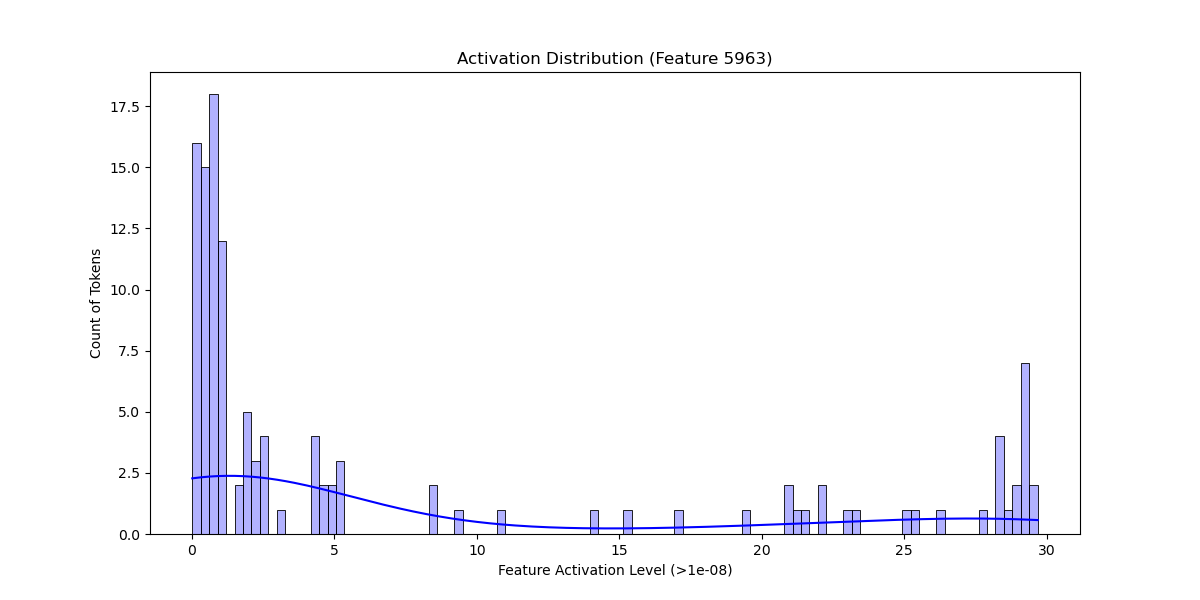 Activation Distribution (Feature 5963)
17.5
15.0
12.5
10.0
7.5
5.0
2.5
0.0
Count of Tokens
0 5 10 15 20 25 30
Feature Activation Level (>1e-08)